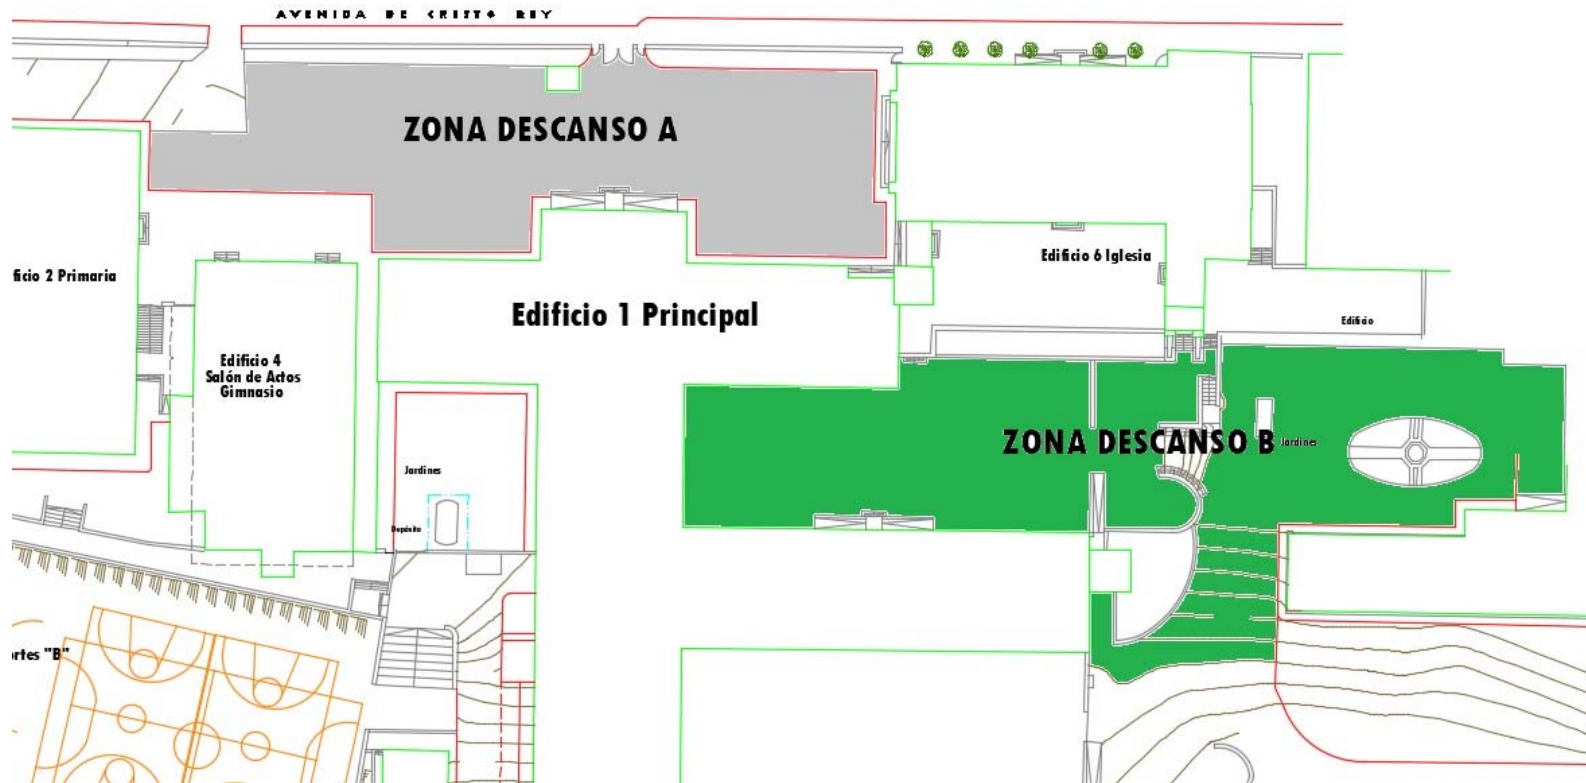 AVENIDA DE CRISTO REY
ZONA DESCANSO A
ficio 2 Primaria
Edificio 6 Iglesia
Edificio 1 Principal
Edificio
Edificio 4
Salón de Actos
Gimnasio
ZONA DESCANSO B
Jardines
Jardines
Depósito
rtes "B"